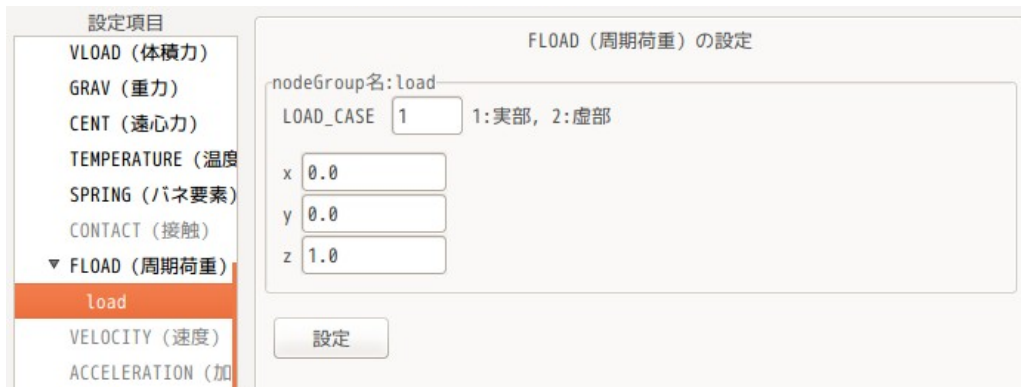 設定項目
VLOAD (体積力)
GRAV (重力)
CENT (遠心力)
TEMPERATURE (温度
SPRING (バネ要素)
CONTACT (接触)
▼ FLOAD (周期荷重)
load
VELOCITY (速度)
ACCELERATION (加
FLOAD (周期荷重) の設定
nodeGroup名:load
LOAD_CASE 1 1:実部, 2:虚部
x 0.0
y 0.0
z 1.0
設定